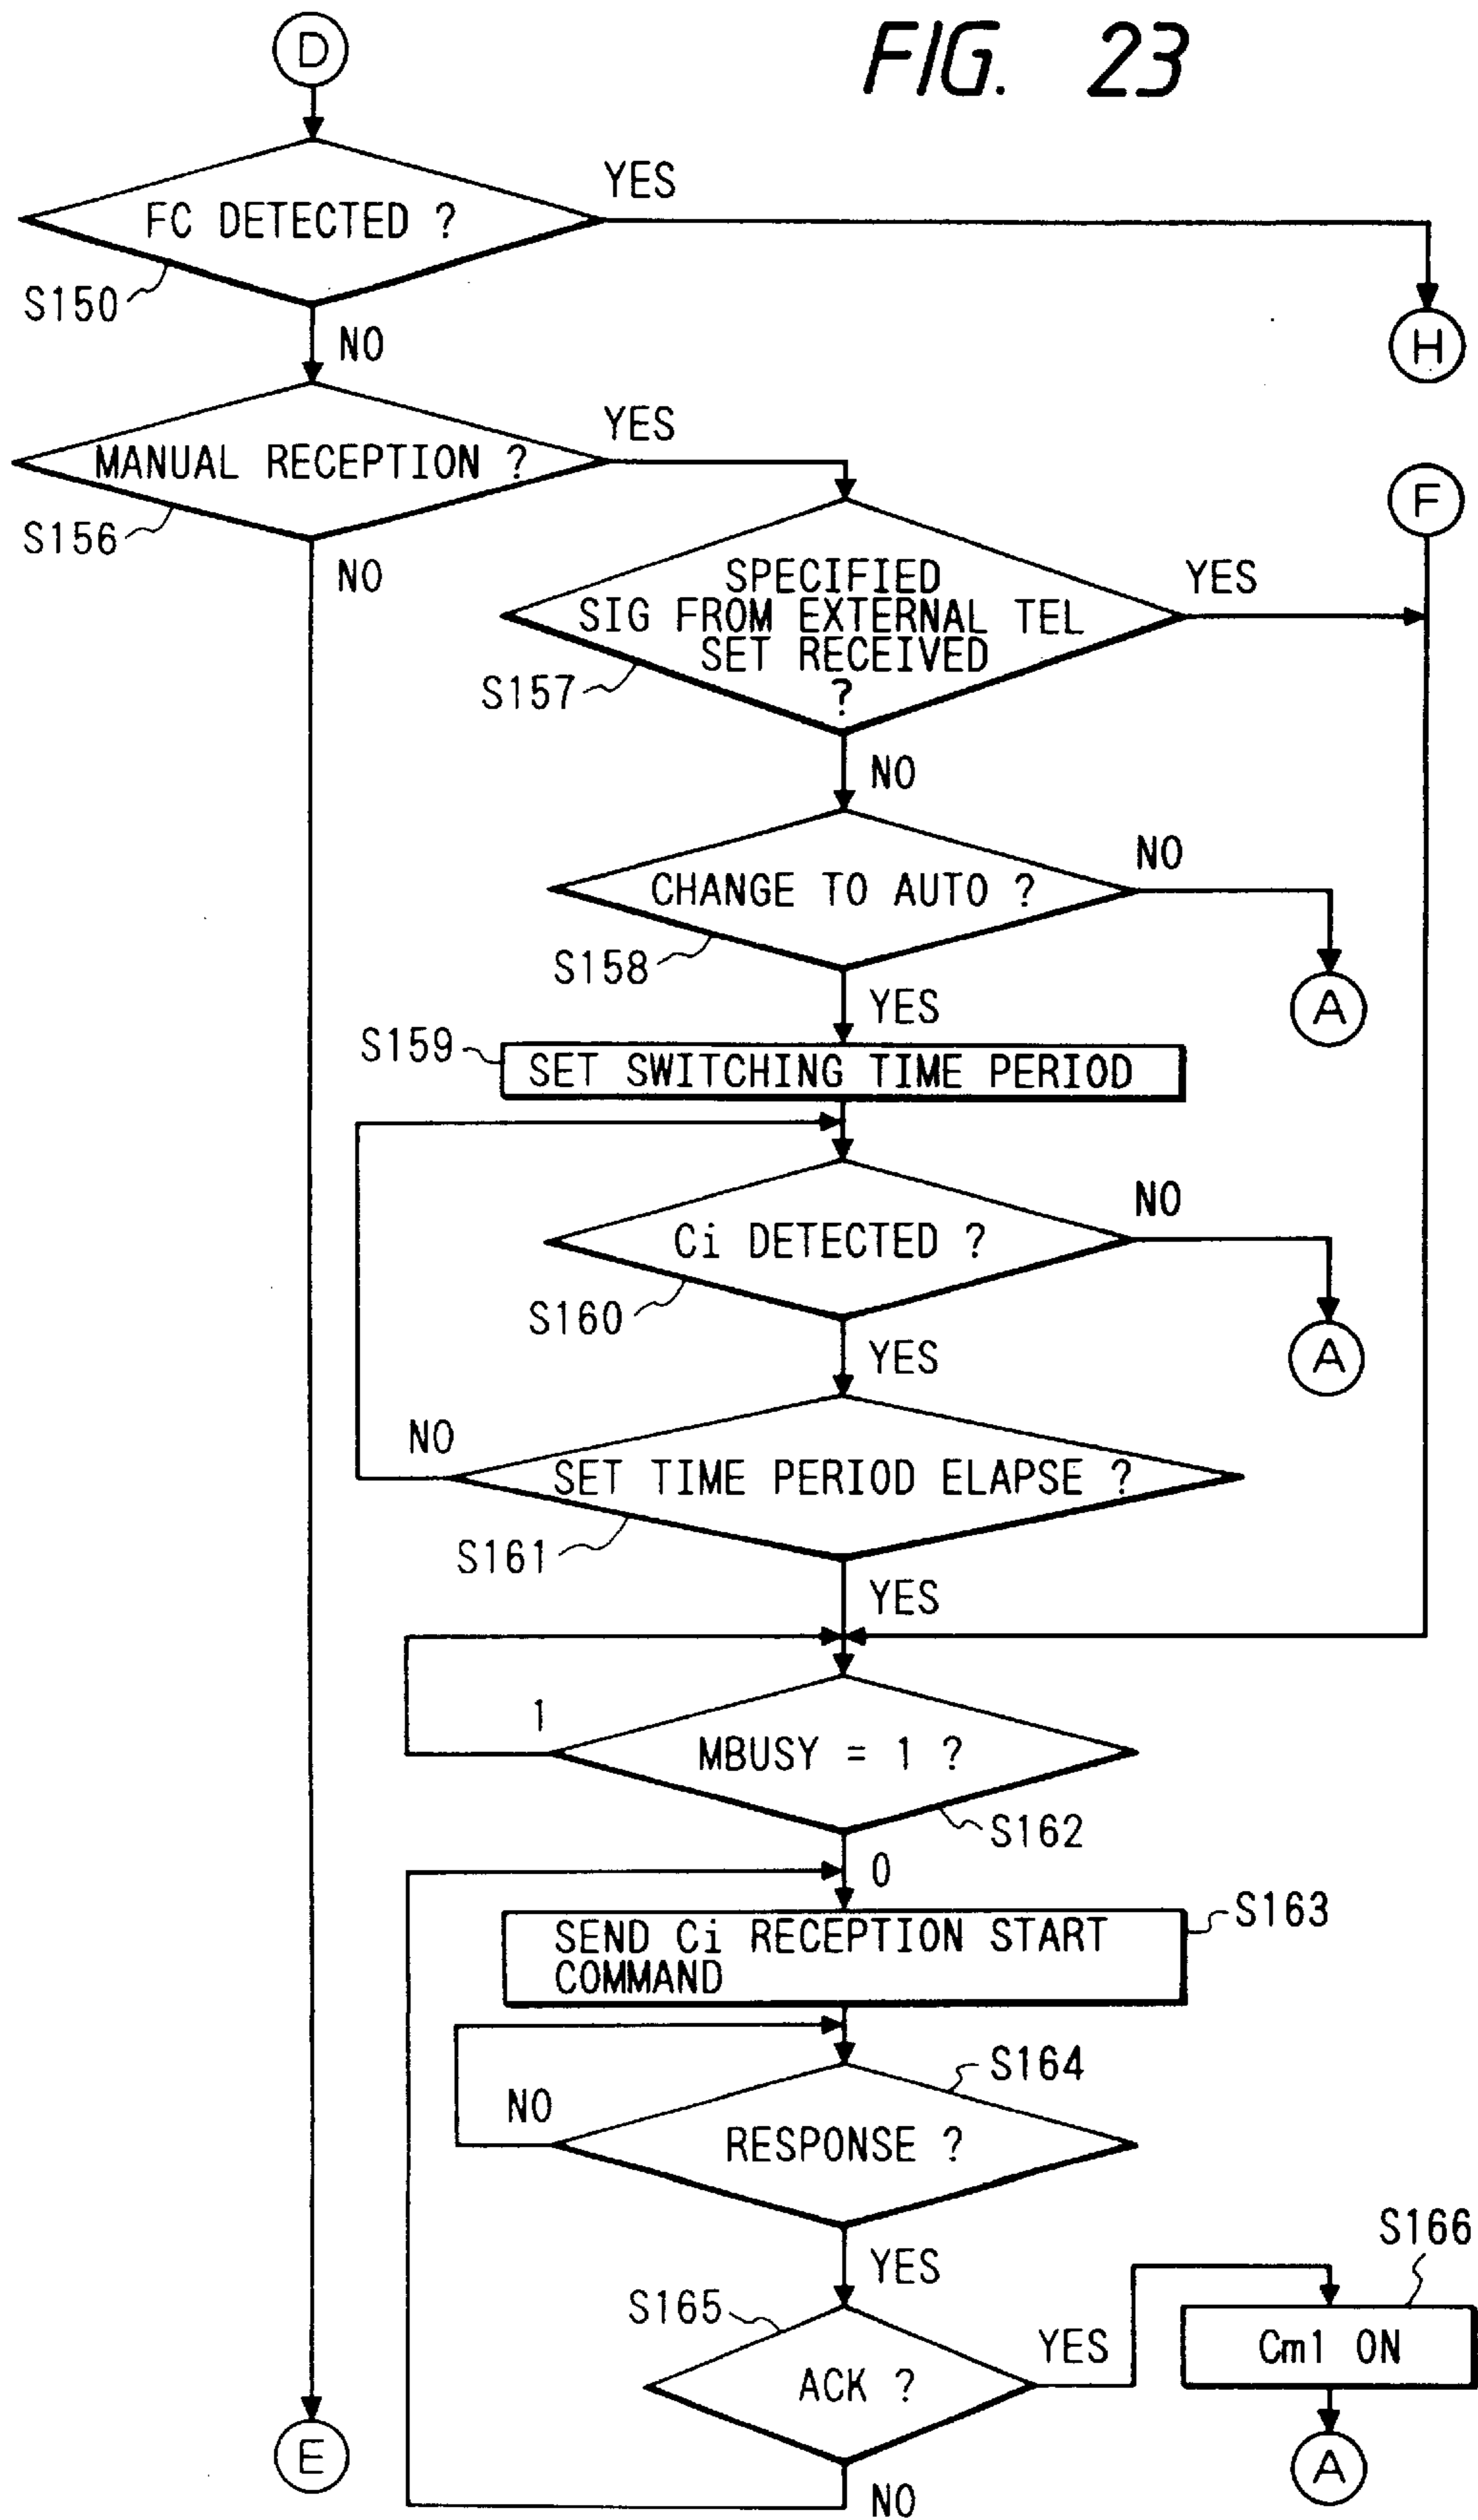 FIG. 23
D
FC DETECTED ?
YES
S150
NO
H
MANUAL RECEPTION ?
YES
S156
NO
F
SPECIFIED
SIG FROM EXTERNAL TEL
SET RECEIVED
?
YES
S157
NO
CHANGE TO AUTO ?
NO
S158
A
YES
S159
SET SWITCHING TIME PERIOD
Ci DETECTED ?
NO
S160
A
YES
NO
SET TIME PERIOD ELAPSE ?
S161
YES
1
MBUSY = 1 ?
S162
0
S163
SEND Ci RECEPTION START
COMMAND
S164
NO
RESPONSE ?
YES
S166
S165
ACK ?
YES
Cm1 ON
E
A
NO